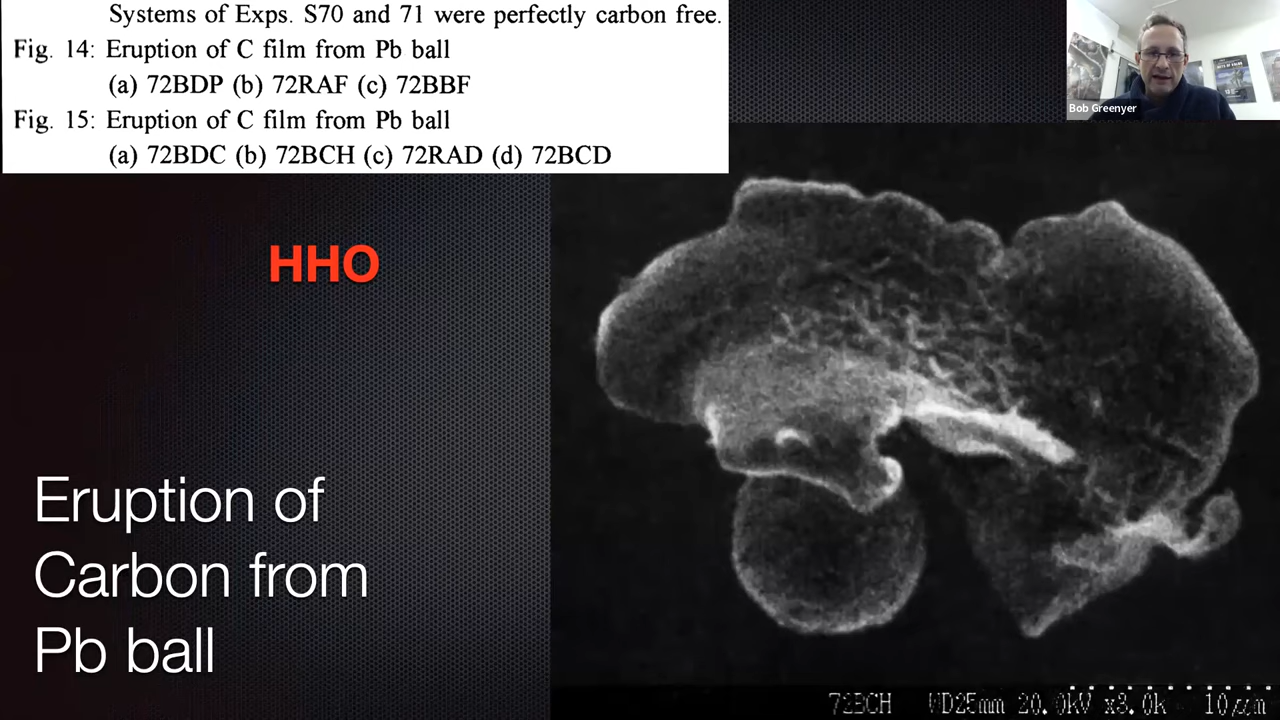 Systems of Exps. S70 and 71 were perfectly carbon free.
Fig. 14: Eruption of C film from Pb ball
(a) 72BDP (b) 72RAF (c) 72BBF
Fig. 15: Eruption of C film from Pb ball
(a) 72BDC (b) 72BCH (c) 72RAD (d) 72BCD
Bob Greenyer
HHO
Eruption of
Carbon from
Pb ball
72BCH WD25mm 20.0kV x3.0k 10μm